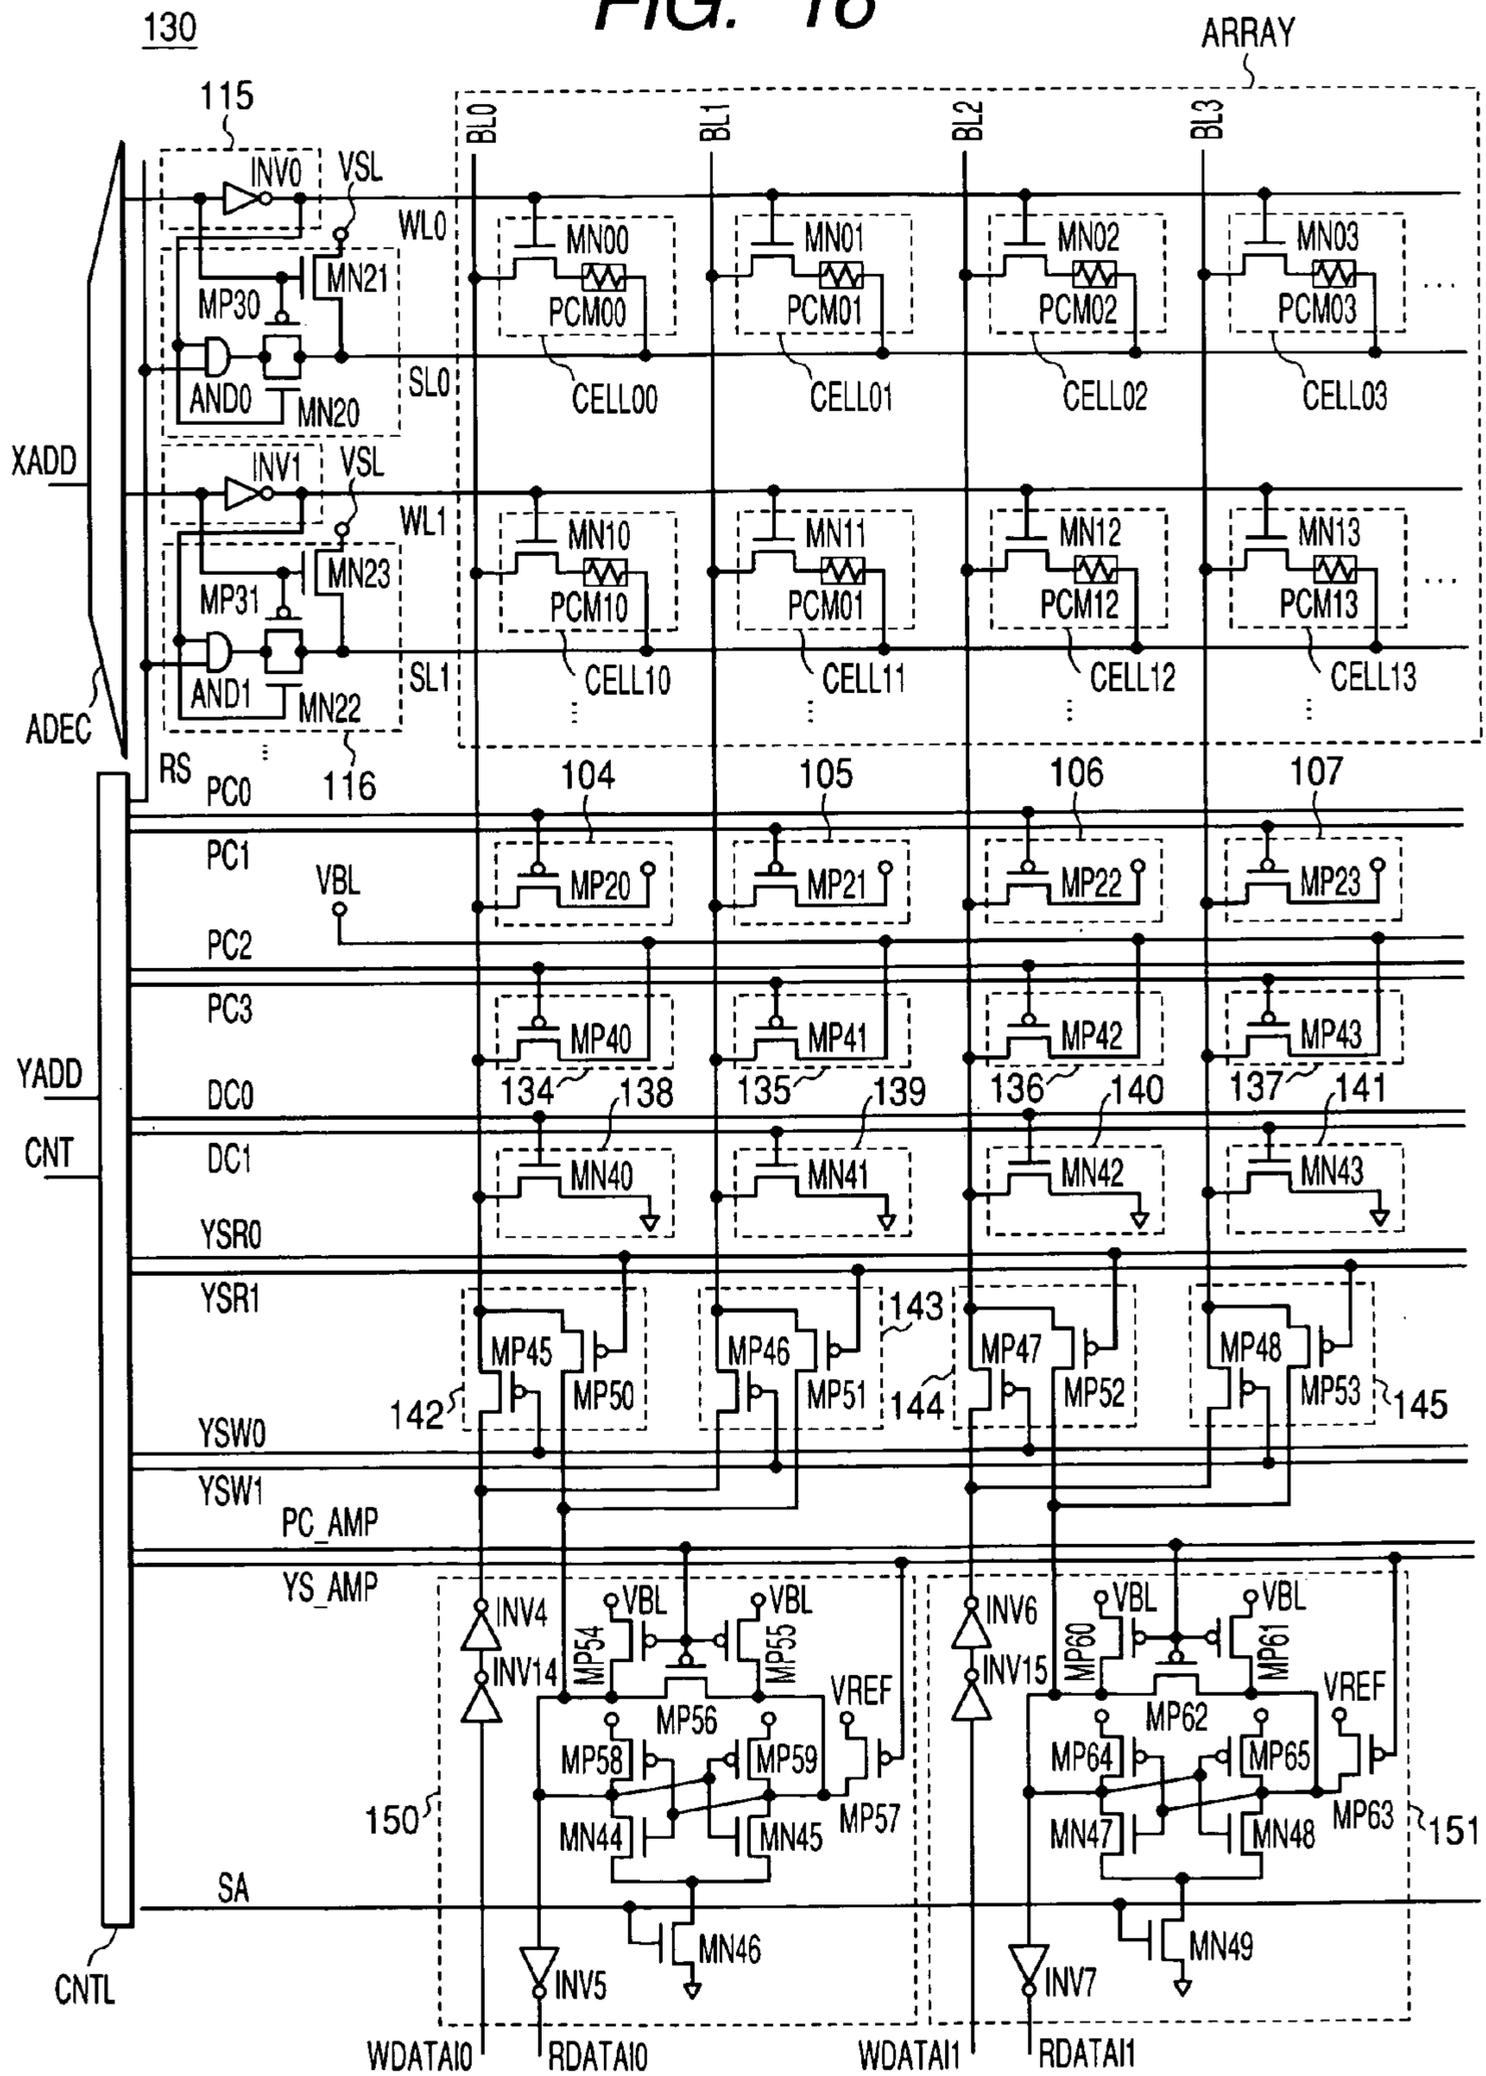 FIG. 16
130
ARRAY
115
BL0
BL1
BL2
BL3
INV0
VSL
WL0
MN00
MN01
MN02
MN03
MN21
MP30
PCM00
PCM01
PCM02
PCM03
...
AND0
MN20
SL0
CELL00
CELL01
CELL02
CELL03
XADD
INV1
VSL
WL1
MN10
MN11
MN12
MN13
MN23
MP31
PCM10
PCM01
PCM12
PCM13
...
AND1
MN22
SL1
CELL10
CELL11
CELL12
CELL13
ADEC
RS
116
104
105
106
107
PC0
PC1
VBL
MP20
MP21
MP22
MP23
PC2
PC3
MP40
MP41
MP42
MP43
YADD
134
138
135
139
136
140
137
141
DC0
CNT
DC1
MN40
MN41
MN42
MN43
YSR0
YSR1
143
MP45
MP46
MP47
MP48
142
MP50
MP51
144
MP52
MP53
145
YSW0
YSW1
PC_AMP
YS_AMP
INV4
VBL
VBL
INV6
VBL
VBL
MP54
MP55
MP60
MP61
INV14
VREF
INV15
VREF
MP56
MP62
MP58
MP59
MP64
MP65
150
MN44
MN45
MP57
MN47
MN48
MP63
151
SA
MN46
MN49
CNTL
INV5
INV7
WDATAI0
RDATAI0
WDATAI1
RDATAI1